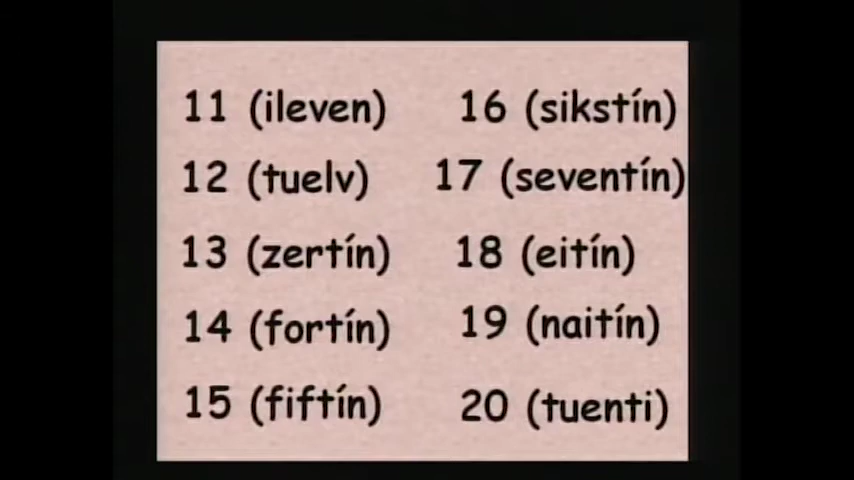 11 (ileven)
12 (tuelv)
13 (zertín)
14 (fortín)
15 (fiftín)
16 (sikstín)
17 (seventín)
18 (eitín)
19 (naitín)
20 (tuenti)